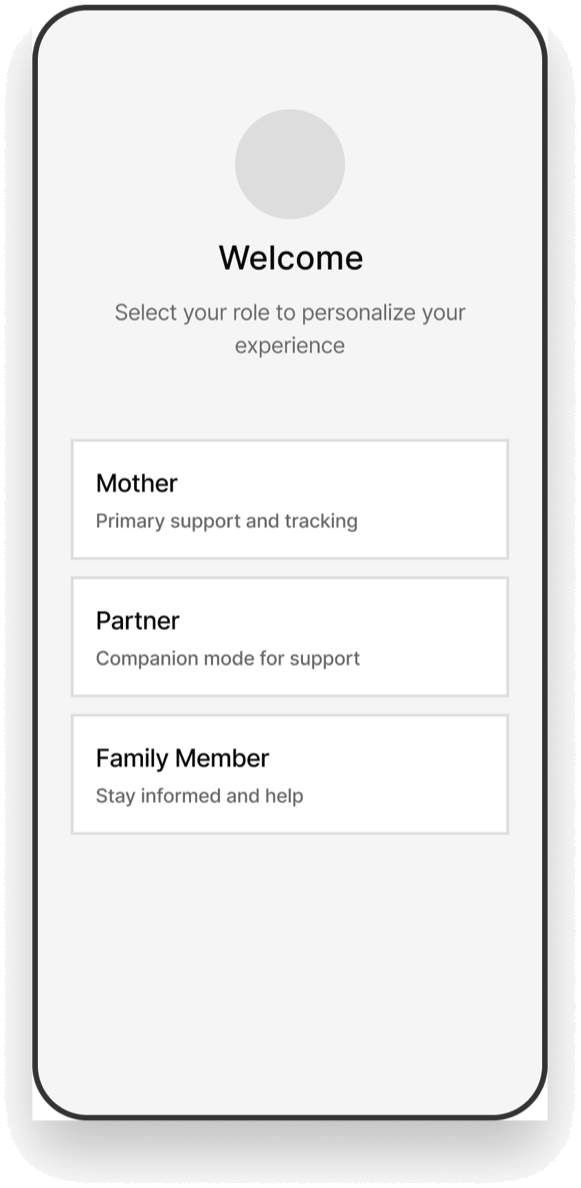 Welcome
Select your role to personalize your
experience
Mother
Primary support and tracking
Partner
Companion mode for support
Family Member
Stay informed and help